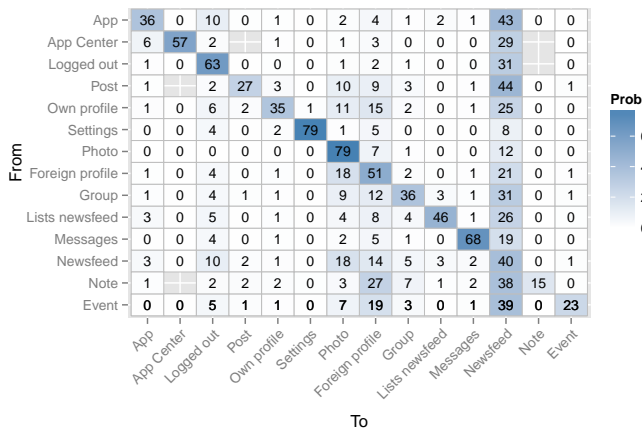 App 36 0 10 0 1 0 2 4 1 2 1 43 0 0
App Center 6 57 2 1 0 1 3 0 0 0 29 0
Logged out 1 0 63 0 0 0 1 2 1 0 0 31 0
Post 1 2 27 3 0 10 9 3 0 1 44 0 1
Own profile 1 0 6 2 35 1 11 15 2 0 1 25 0 0
Settings 0 0 4 0 2 79 1 5 0 0 0 8 0 0
Photo 0 0 0 0 0 0 79 7 1 0 0 12 0 0
Foreign profile 1 0 4 0 1 0 18 51 2 0 1 21 0 1
Group 1 0 4 1 1 0 9 12 36 3 1 31 0 1
Lists newsfeed 3 0 5 0 1 0 4 8 4 46 1 26 0 0
Messages 0 0 4 0 1 0 2 5 1 0 68 19 0 0
Newsfeed 3 0 10 2 1 0 18 14 5 3 2 40 0 1
Note 1 2 2 2 0 3 27 7 1 2 38 15 0
Event 0 0 5 1 1 0 7 19 3 0 1 39 0 23
From
App
App Center
Logged out
Post
Own profile
Settings
Photo
Foreign profile
Group
Lists newsfeed
Messages
Newsfeed
Note
Event
To
Prob